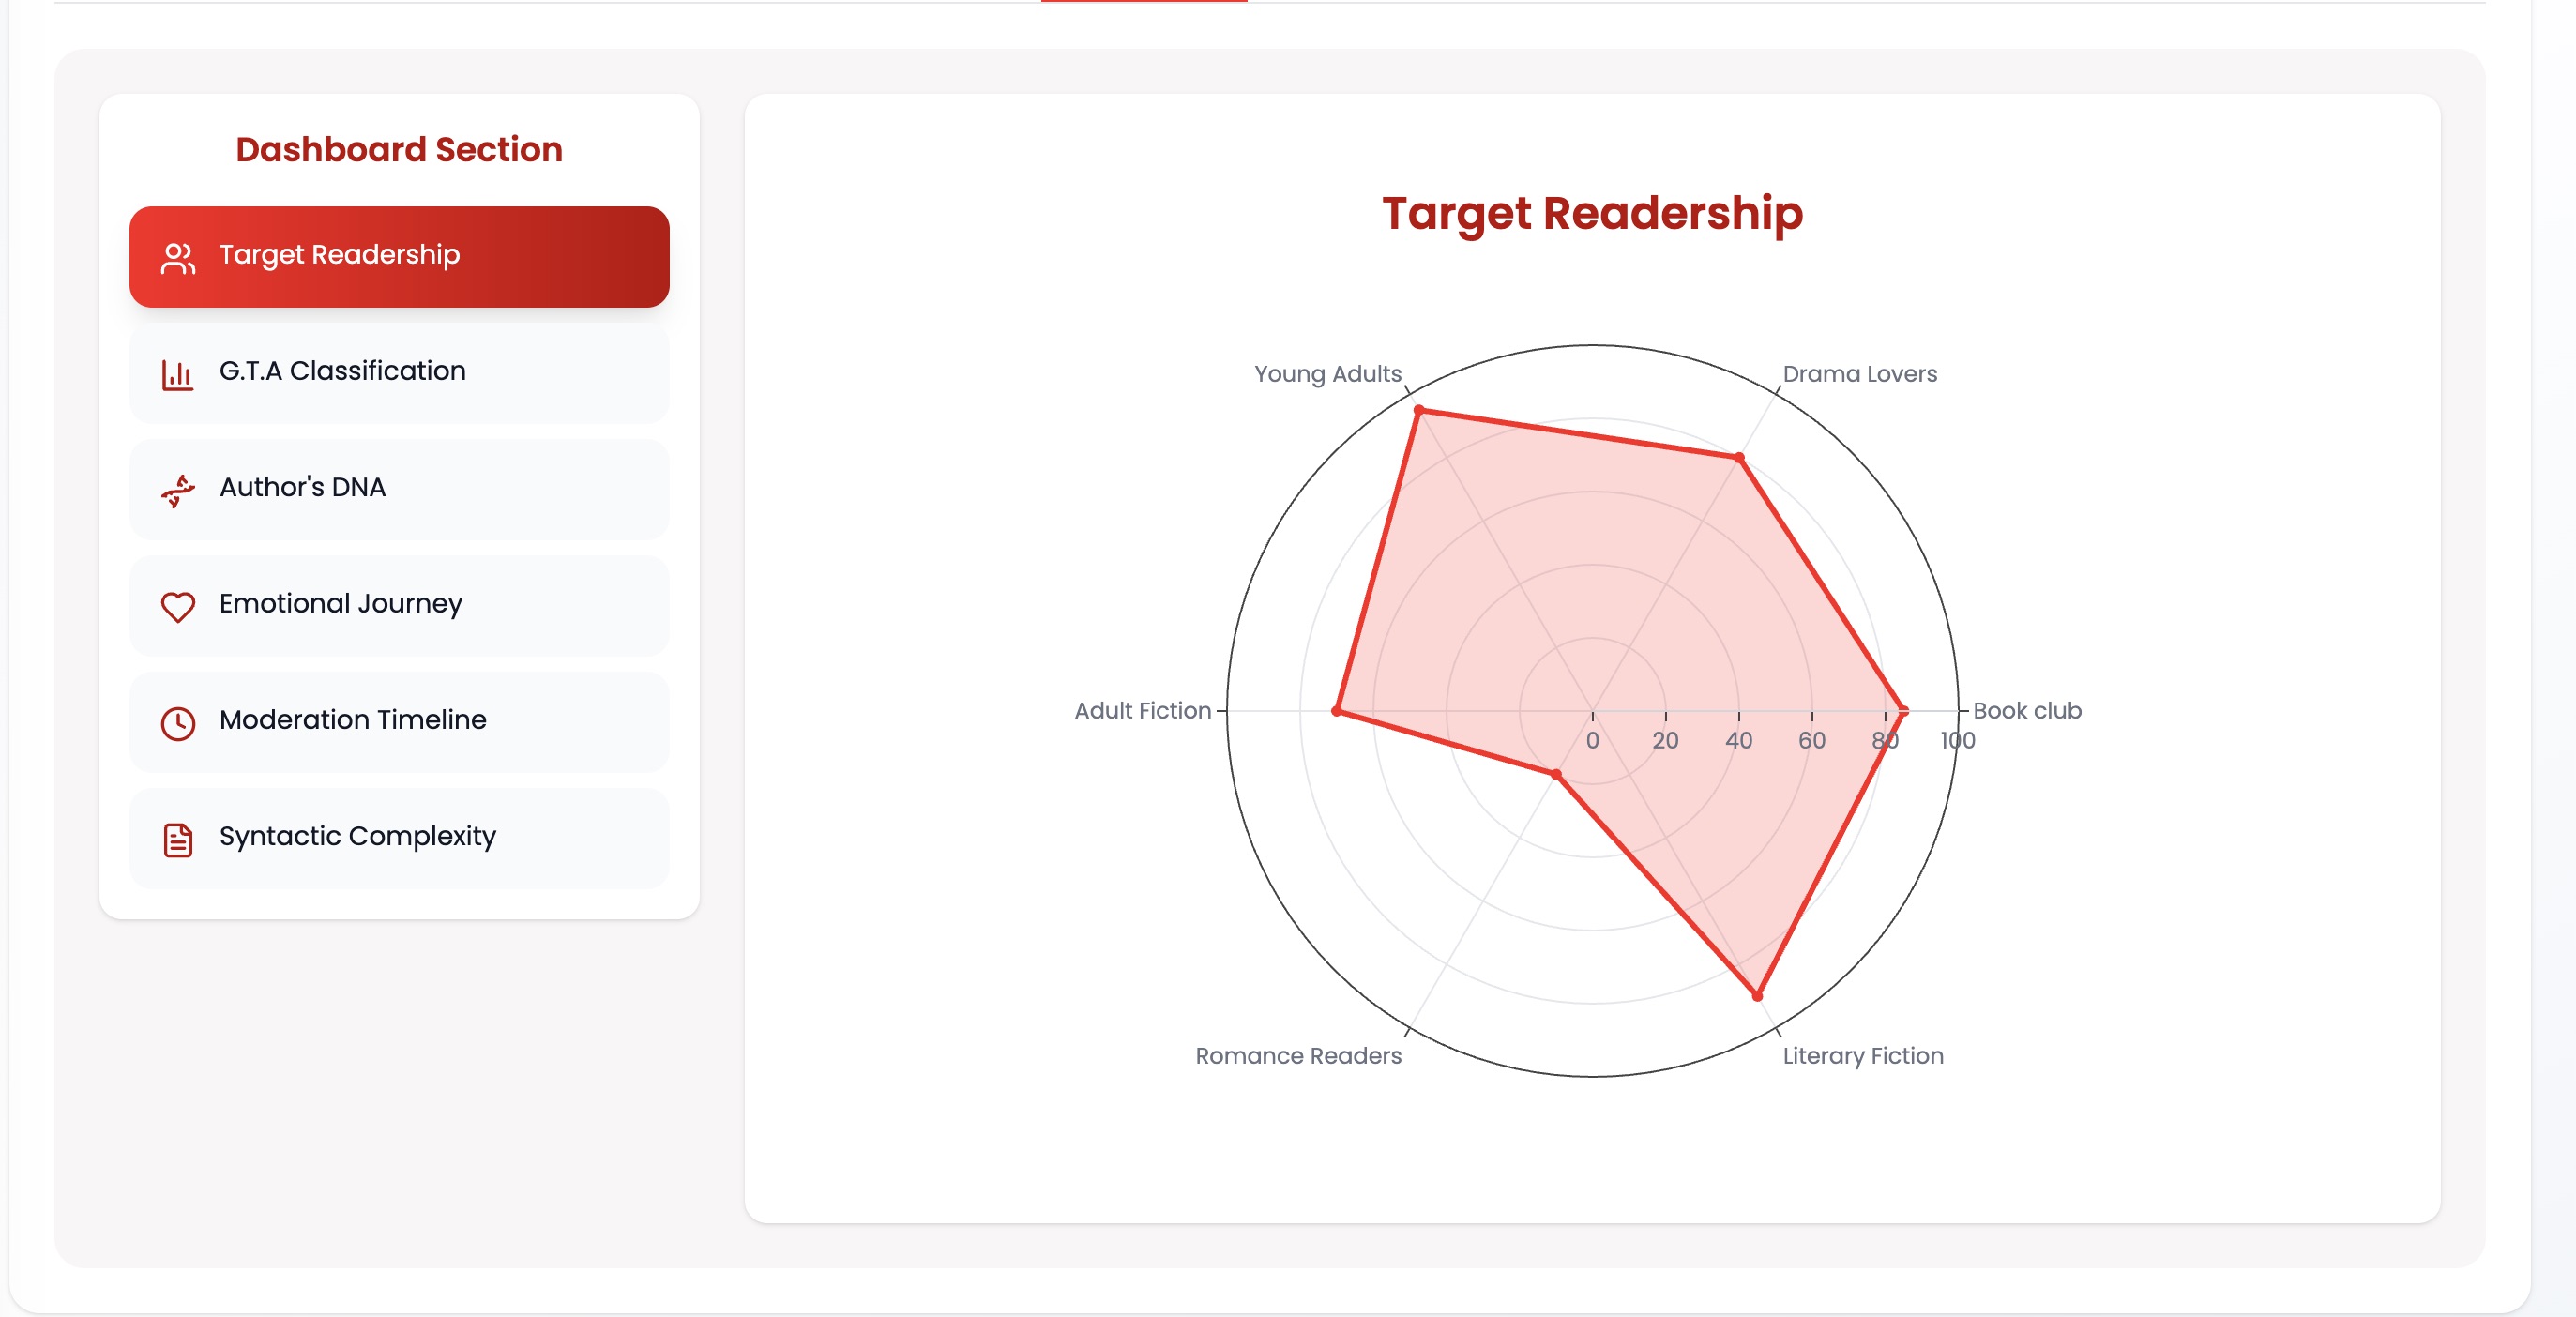 Dashboard Section
Target Readership
G.T.A Classification
Author's DNA
Emotional Journey
Moderation Timeline
Syntactic Complexity
Target Readership
Young Adults
Drama Lovers
Adult Fiction
Book club
0 20 40 60 80 100
Romance Readers
Literary Fiction